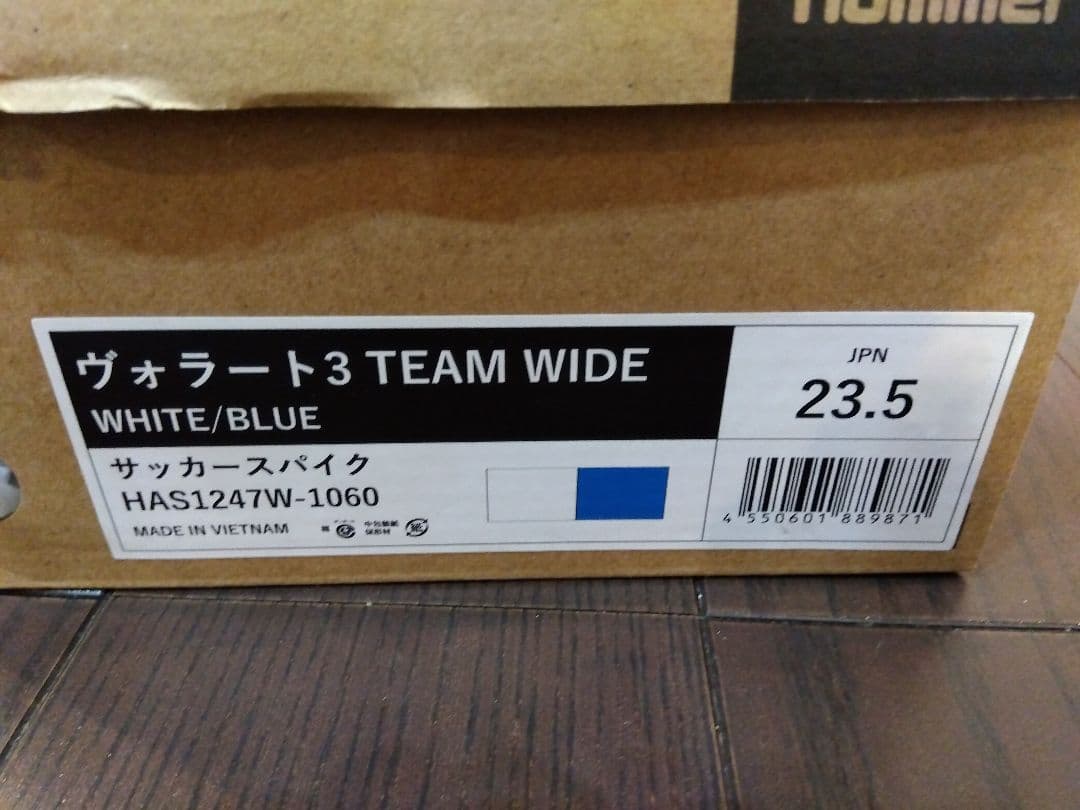 hummel
ヴォラート3 TEAM WIDE
WHITE/BLUE
JPN
23.5
サッカースパイク
HAS1247W-1060
MADE IN VIETNAM
4 550601 889871